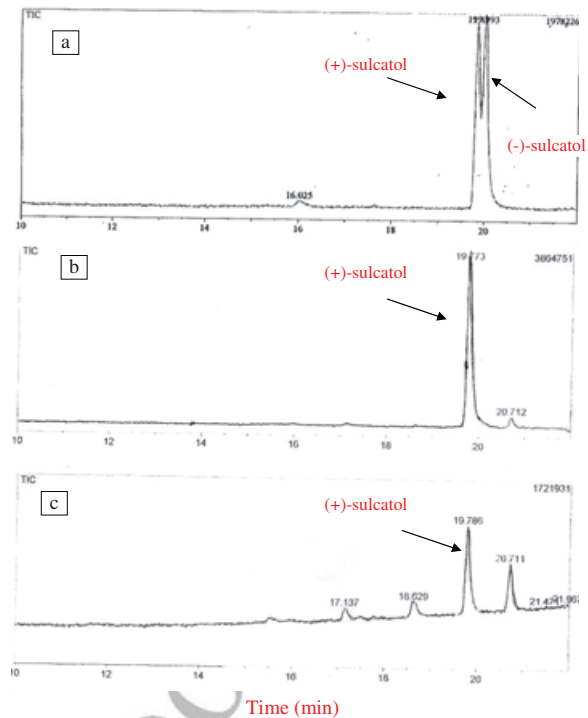 TIC
a
1978226
(+)-sulcatol
(-)-sulcatol
16.025
10 12 14 16 18 20
TIC
b
3864751
(+)-sulcatol
20.712
10 12 14 16 18 20
TIC
c
1721931
(+)-sulcatol
19.786
20.711
17.137
18.629
10 12 14 16 18 20
Time (min)